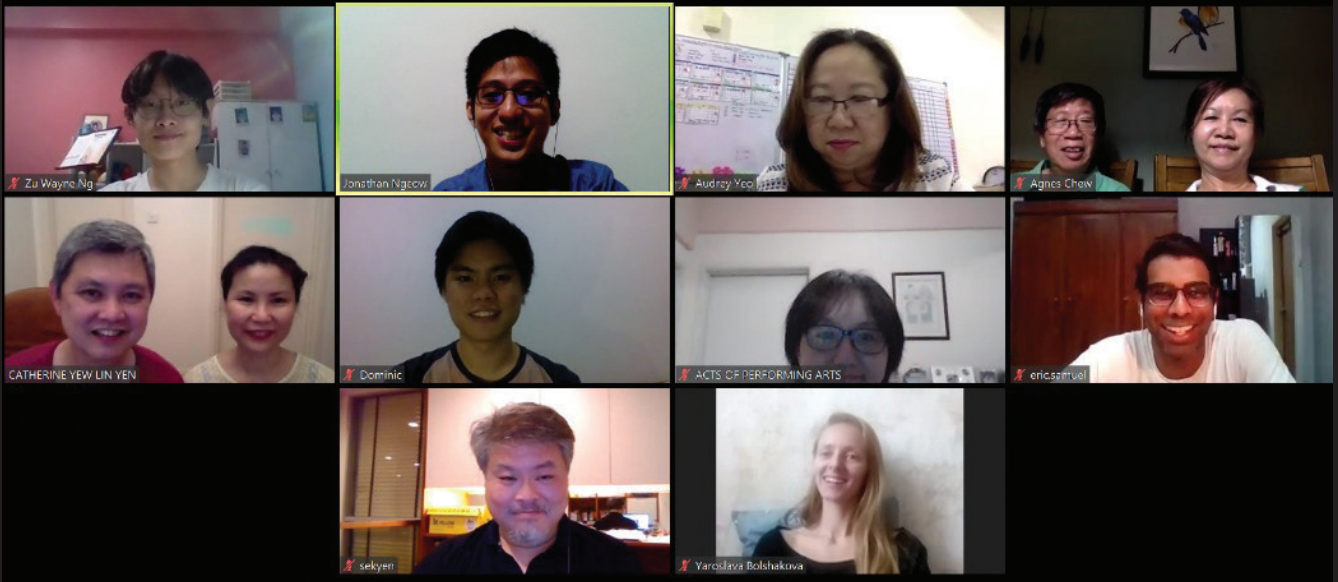 Zu Wayne Ng
Jonathan Ngeow
Audrey Yeo
Agnes Chew
CATHERINE YEW LIN YEN
Dominic
ACTS OF PERFORMING ARTS
eric.samuel
sekyen
Yaroslava Bolshakova